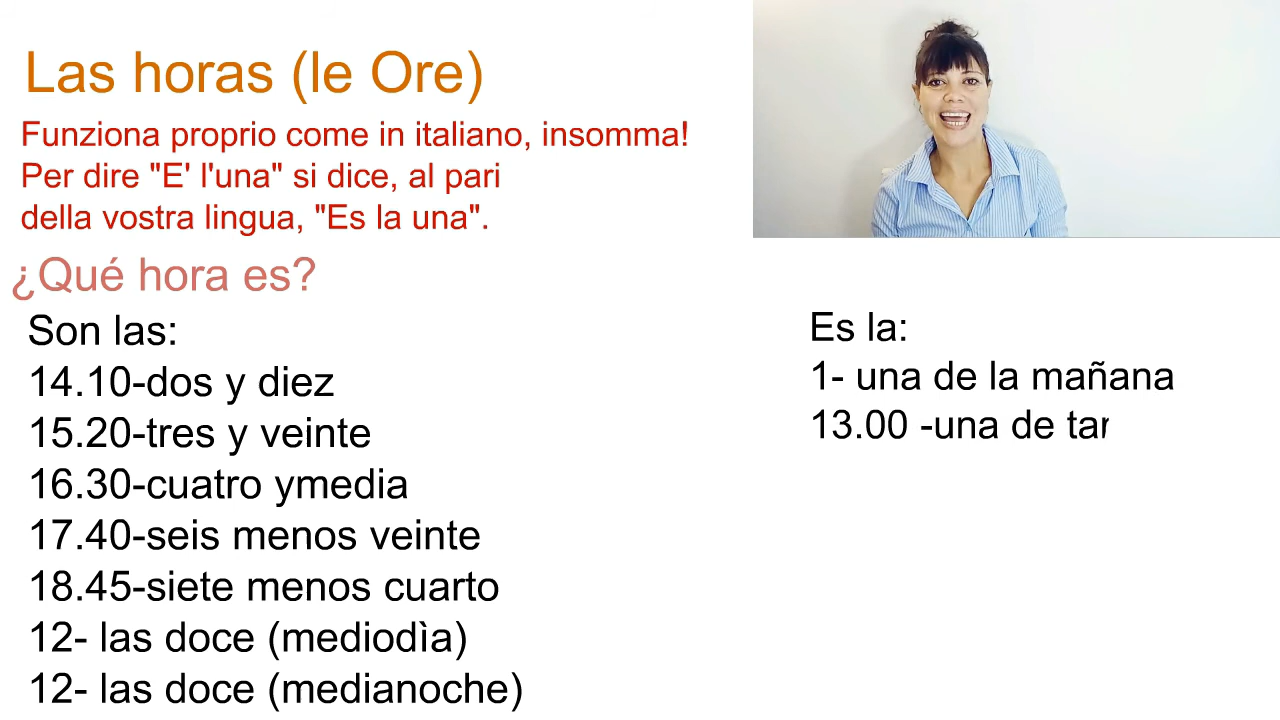 Las horas (le Ore)
Funziona proprio come in italiano, insomma!
Per dire "E' l'una" si dice, al pari
della vostra lingua, "Es la una".
¿Qué hora es?
Son las:
14.10-dos y diez
15.20-tres y veinte
16.30-cuatro ymedia
17.40-seis menos veinte
18.45-siete menos cuarto
12- las doce (mediodìa)
12- las doce (medianoche)
Es la:
1- una de la mañana
13.00 -una de tar